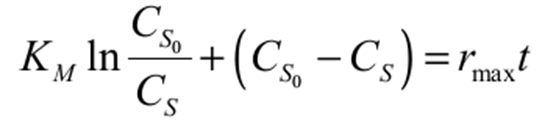 K_M ln C_{S_0}/C_S + (C_{S_0} − C_S) = r_max t